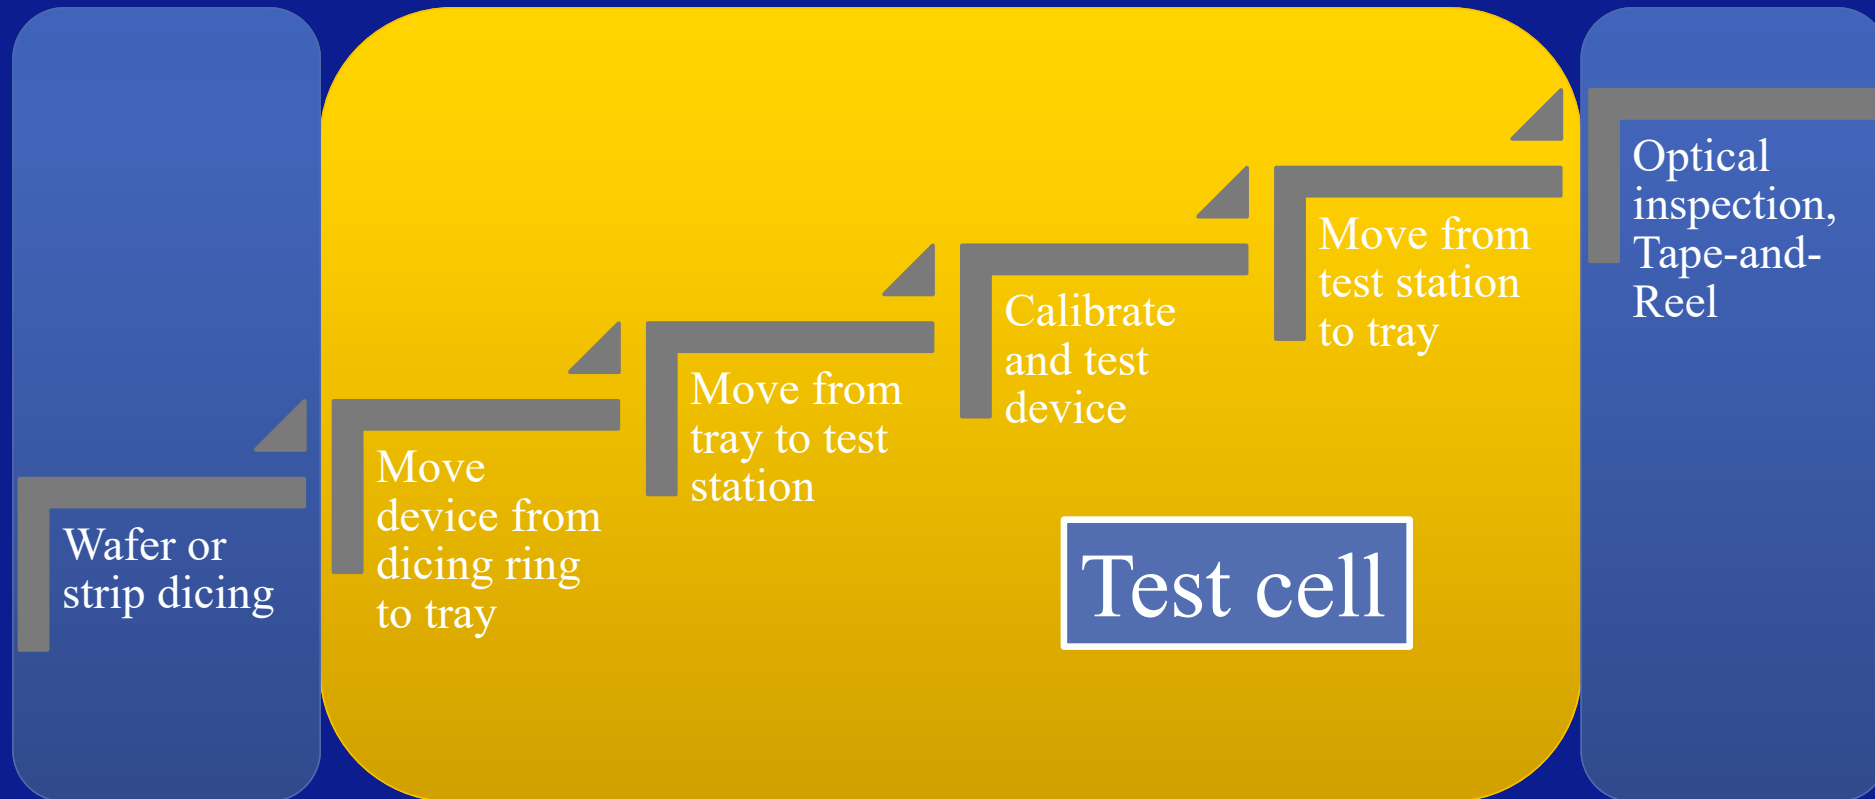 Wafer or
strip dicing
Move
device from
dicing ring
to tray
Move from
tray to test
station
Calibrate
and test
device
Move from
test station
to tray
Optical
inspection,
Tape-and-
Reel
Test cell